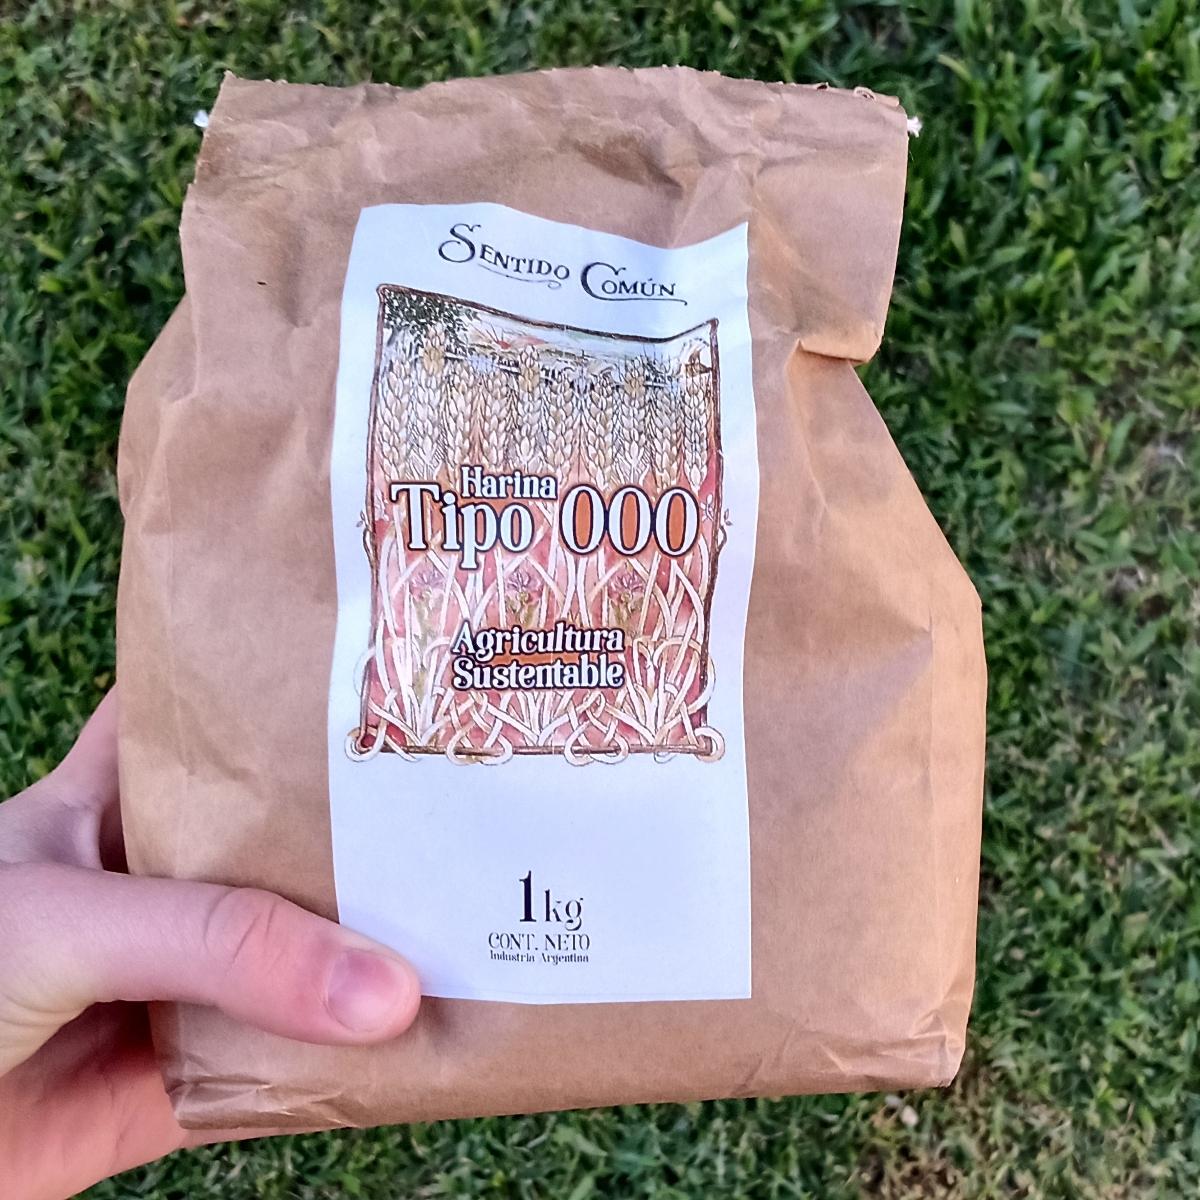 Sentido Común
Harina
Tipo 000
Agricultura
Sustentable
1kg
CONT. NETO
Industria Argentina